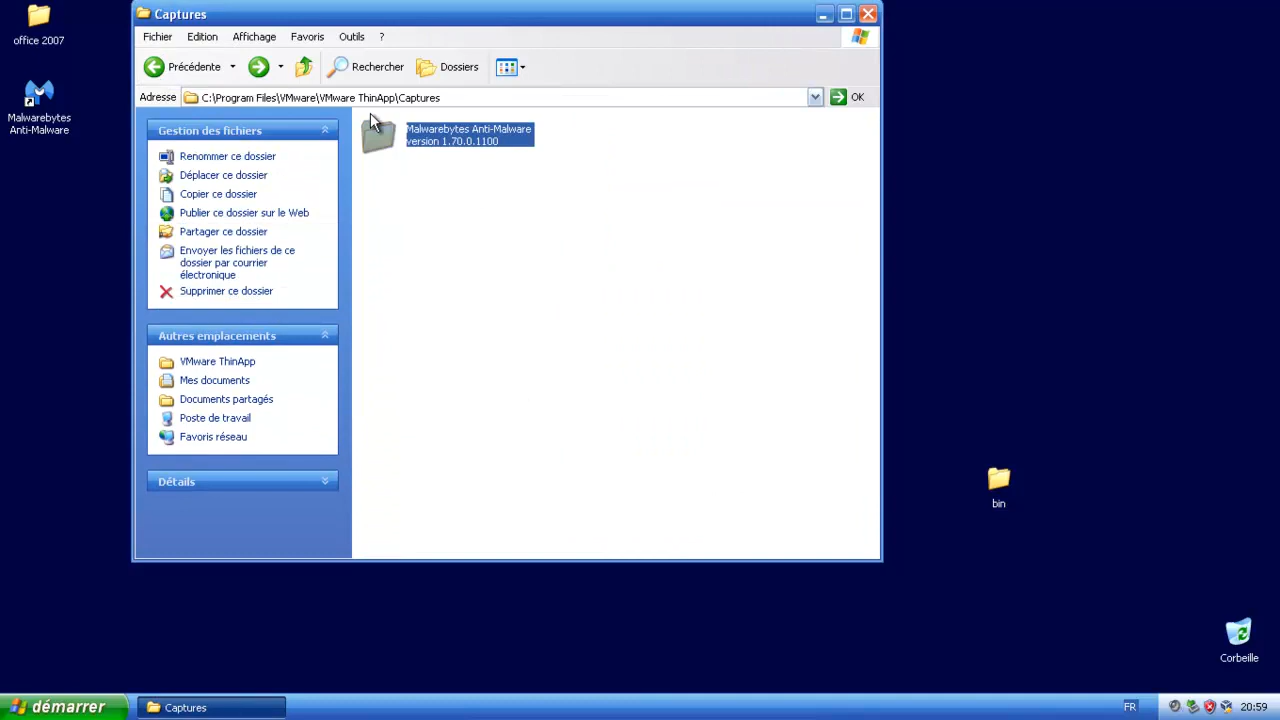 office 2007
Malwarebytes
Anti-Malware
Captures
Fichier Edition Affichage Favoris Outils ?
Précédente Rechercher Dossiers
Adresse C:\Program Files\VMware\VMware ThinApp\Captures OK
Gestion des fichiers
Renommer ce dossier
Déplacer ce dossier
Copier ce dossier
Publier ce dossier sur le Web
Partager ce dossier
Envoyer les fichiers de ce
dossier par courrier
électronique
Supprimer ce dossier
Autres emplacements
VMware ThinApp
Mes documents
Documents partagés
Poste de travail
Favoris réseau
Détails
Malwarebytes Anti-Malware
version 1.70.0.1100
bin
Corbeille
démarrer Captures FR 20:59